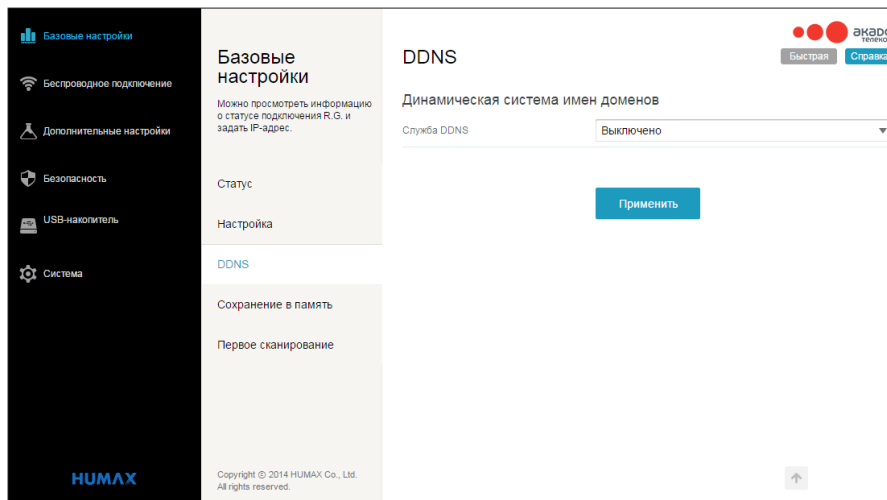 Базовые настройки
Беспроводное подключение
Дополнительные настройки
Безопасность
USB-накопитель
Система
HUMAX
Базовые
настройки
Можно просмотреть информацию
о статусе подключения R.G. и
задать IP-адрес.
Статус
Настройка
DDNS
Сохранение в память
Первое сканирование
Copyright © 2014 HUMAX Co., Ltd.
All rights reserved.
DDNS
Быстрая
Динамическая система имен доменов
Служба DDNS
Выключено
Применить